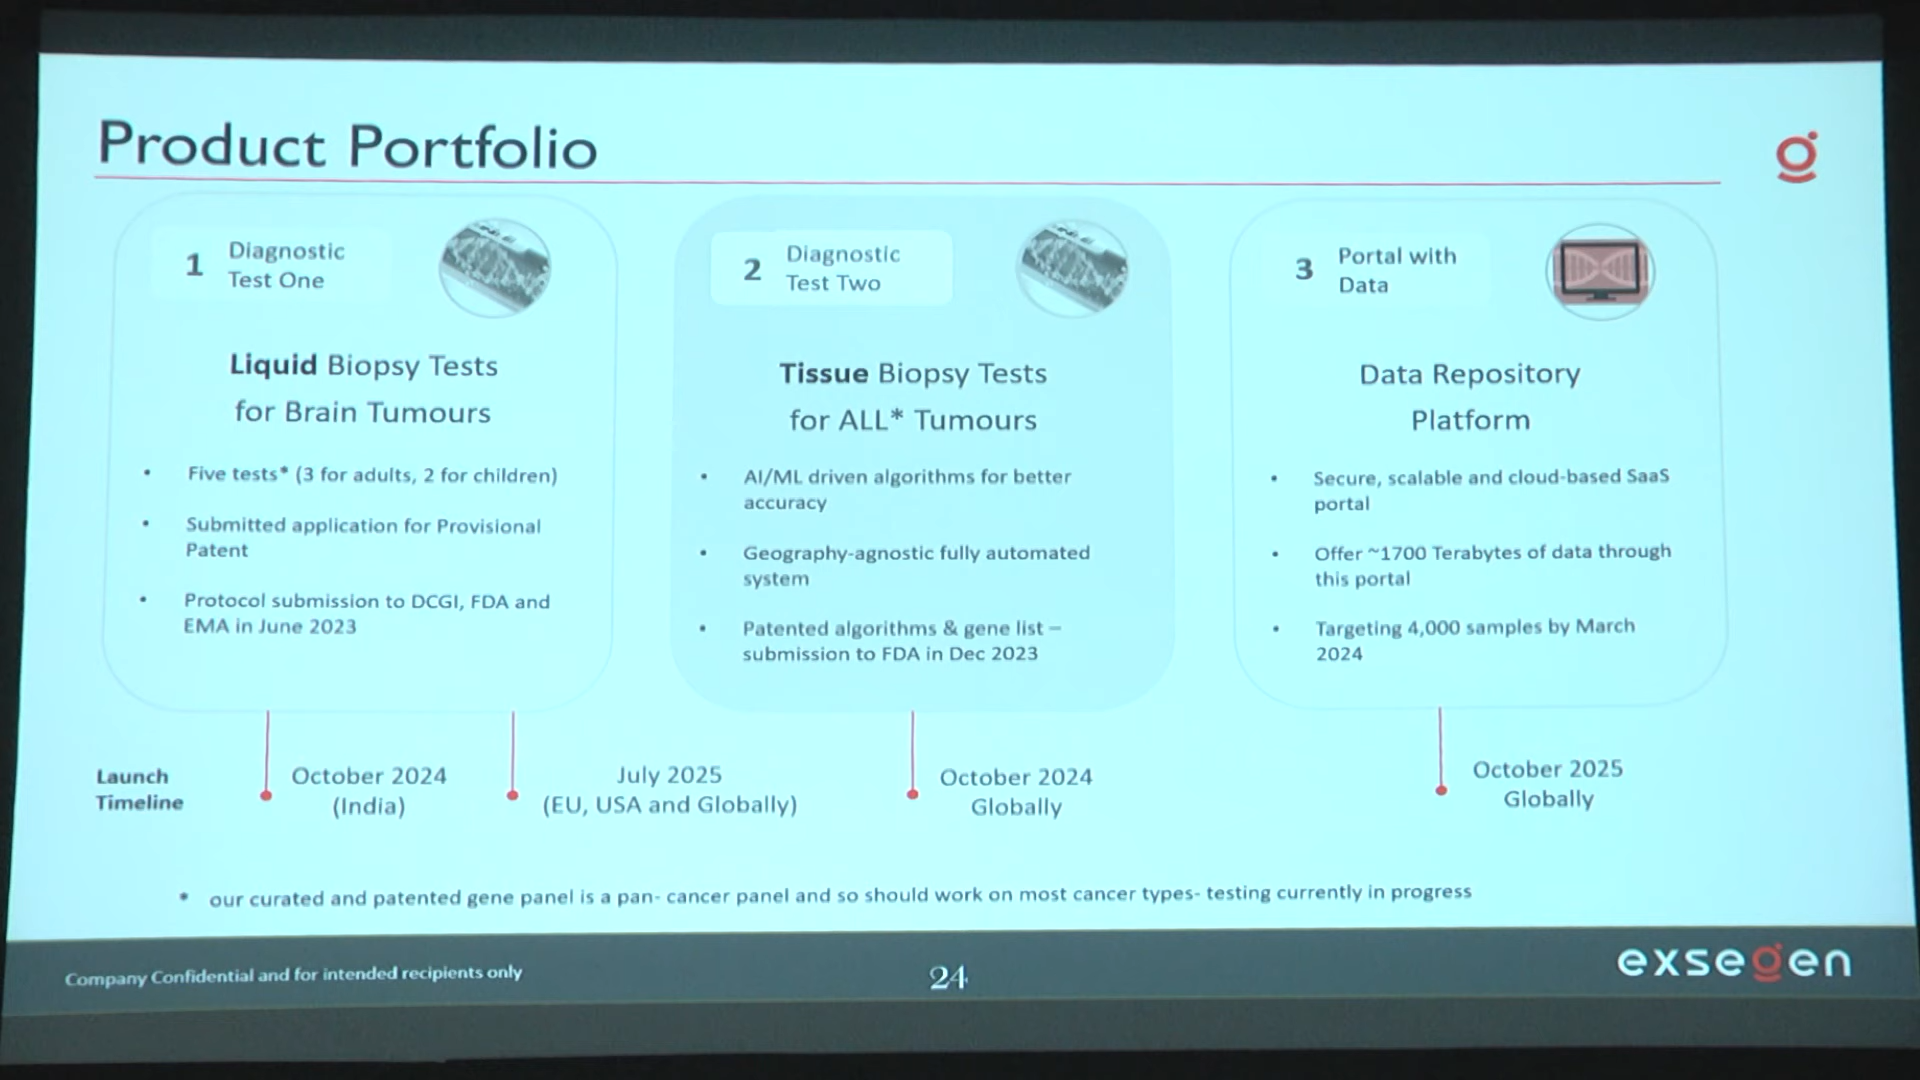 Product Portfolio
1
Diagnostic
Test One
Liquid Biopsy Tests
for Brain Tumours
• Five tests* (3 for adults, 2 for children)
• Submitted application for Provisional
Patent
• Protocol submission to DCGI, FDA and
EMA in June 2023
2
Diagnostic
Test Two
Tissue Biopsy Tests
for ALL* Tumours
• AI/ML driven algorithms for better
accuracy
• Geography-agnostic fully automated
system
• Patented algorithms & gene list –
submission to FDA in Dec 2023
3
Portal with
Data
Data Repository
Platform
• Secure, scalable and cloud-based SaaS
portal
• Offer ~1700 Terabytes of data through
this portal
• Targeting 4,000 samples by March
2024
Launch
Timeline
October 2024
(India)
July 2025
(EU, USA and Globally)
October 2024
Globally
October 2025
Globally
* our curated and patented gene panel is a pan- cancer panel and so should work on most cancer types- testing currently in progress
Company Confidential and for intended recipients only
24
exsegen